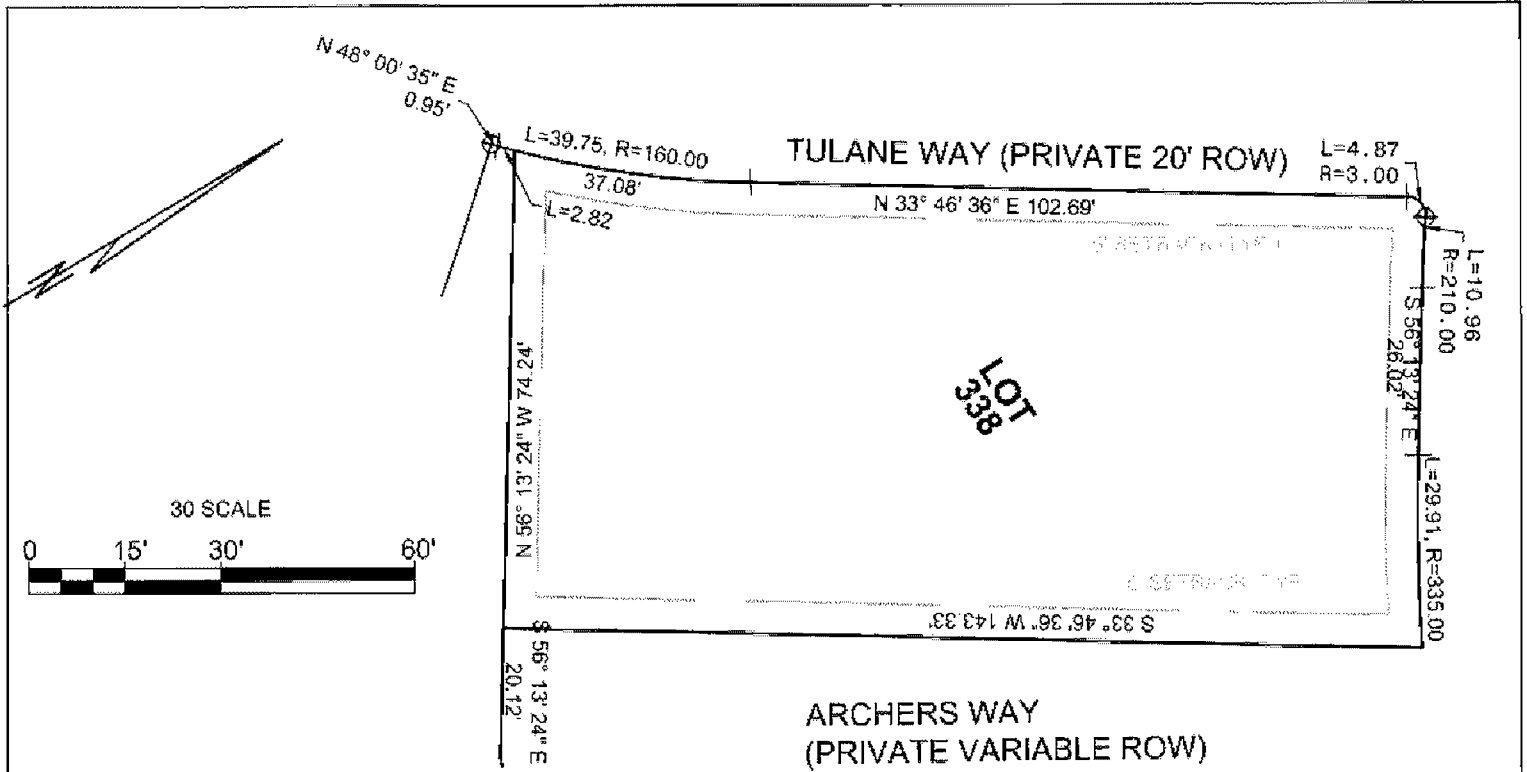 N 48° 00' 35" E
0.95'
L=39.75, R=160.00
37.08'
L=2.82
TULANE WAY (PRIVATE 20' ROW)
L=4.87
R=3.00
N 33° 46' 36" E 102.69'
L=10.96
R=210.00
S 56° 13' 24" E
26.02'
LOT
338
N 56° 13' 24" W 74.24'
30 SCALE
0 15' 30' 60'
L=29.91, R=335.00
S 33° 46' 36" W 143.33'
S 56° 13' 24" E
20.12'
ARCHERS WAY
(PRIVATE VARIABLE ROW)